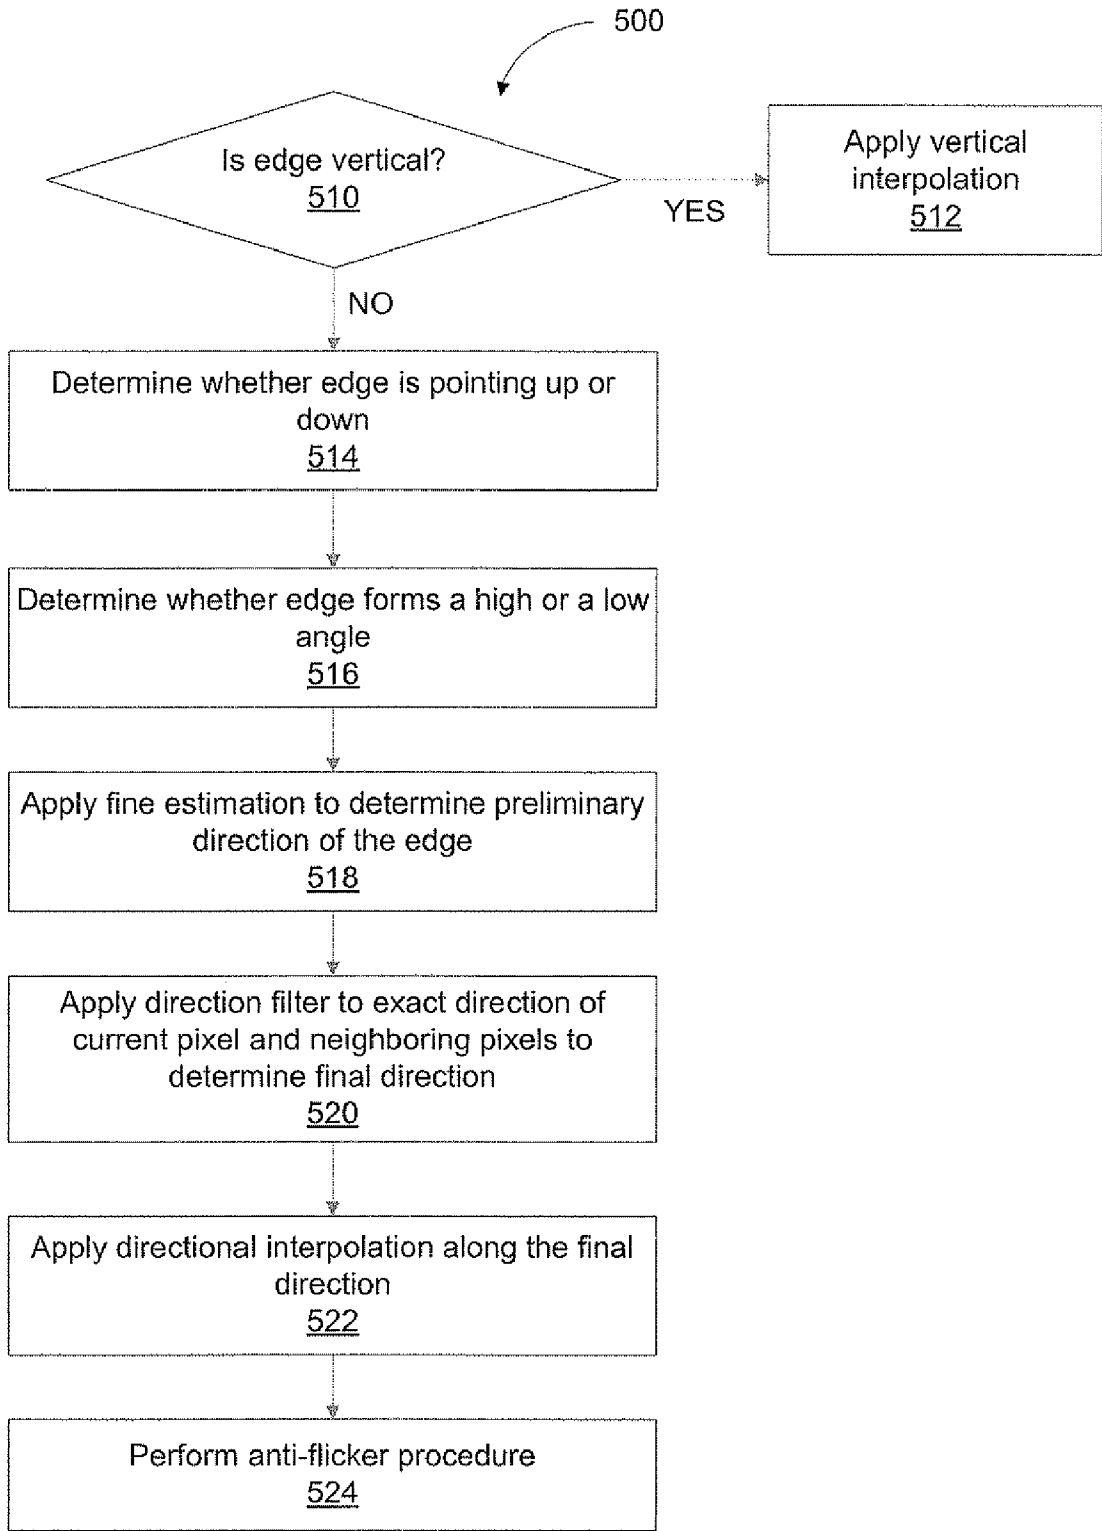 500
Is edge vertical?
510
YES
Apply vertical
interpolation
512
NO
Determine whether edge is pointing up or
down
514
Determine whether edge forms a high or a low
angle
516
Apply fine estimation to determine preliminary
direction of the edge
518
Apply direction filter to exact direction of
current pixel and neighboring pixels to
determine final direction
520
Apply directional interpolation along the final
direction
522
Perform anti-flicker procedure
524